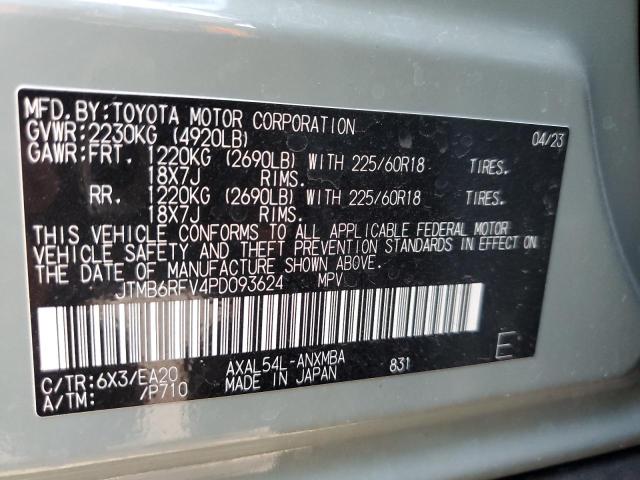 MFD.BY:TOYOTA MOTOR CORPORATION 04/23
GVWR:2230KG (4920LB)
GAWR:FRT. 1220KG (2690LB) WITH 225/60R18 TIRES.
18X7J RIMS.
RR. 1220KG (2690LB) WITH 225/60R18 TIRES.
18X7J RIMS.
THIS VEHICLE CONFORMS TO ALL APPLICABLE FEDERAL MOTOR
VEHICLE SAFETY AND THEFT PREVENTION STANDARDS IN EFFECT ON
THE DATE OF MANUFACTURE SHOWN ABOVE.
JTMB6RFV4PD093624 MPV
C/TR:6X3/EA20 AXAL54L-ANXMBA 831 E
A/TM: /P710 MADE IN JAPAN